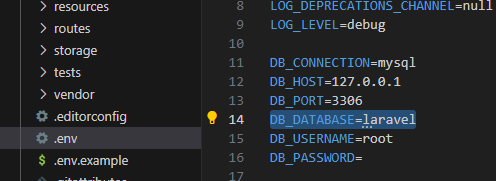 resources
routes
storage
tests
vendor
.editorconfig
.env
.env.example
.gitattributes
8 LOG_DEPRECATIONS_CHANNEL=null
9 LOG_LEVEL=debug
10
11 DB_CONNECTION=mysql
12 DB_HOST=127.0.0.1
13 DB_PORT=3306
14 DB_DATABASE=laravel
15 DB_USERNAME=root
16 DB_PASSWORD=
17